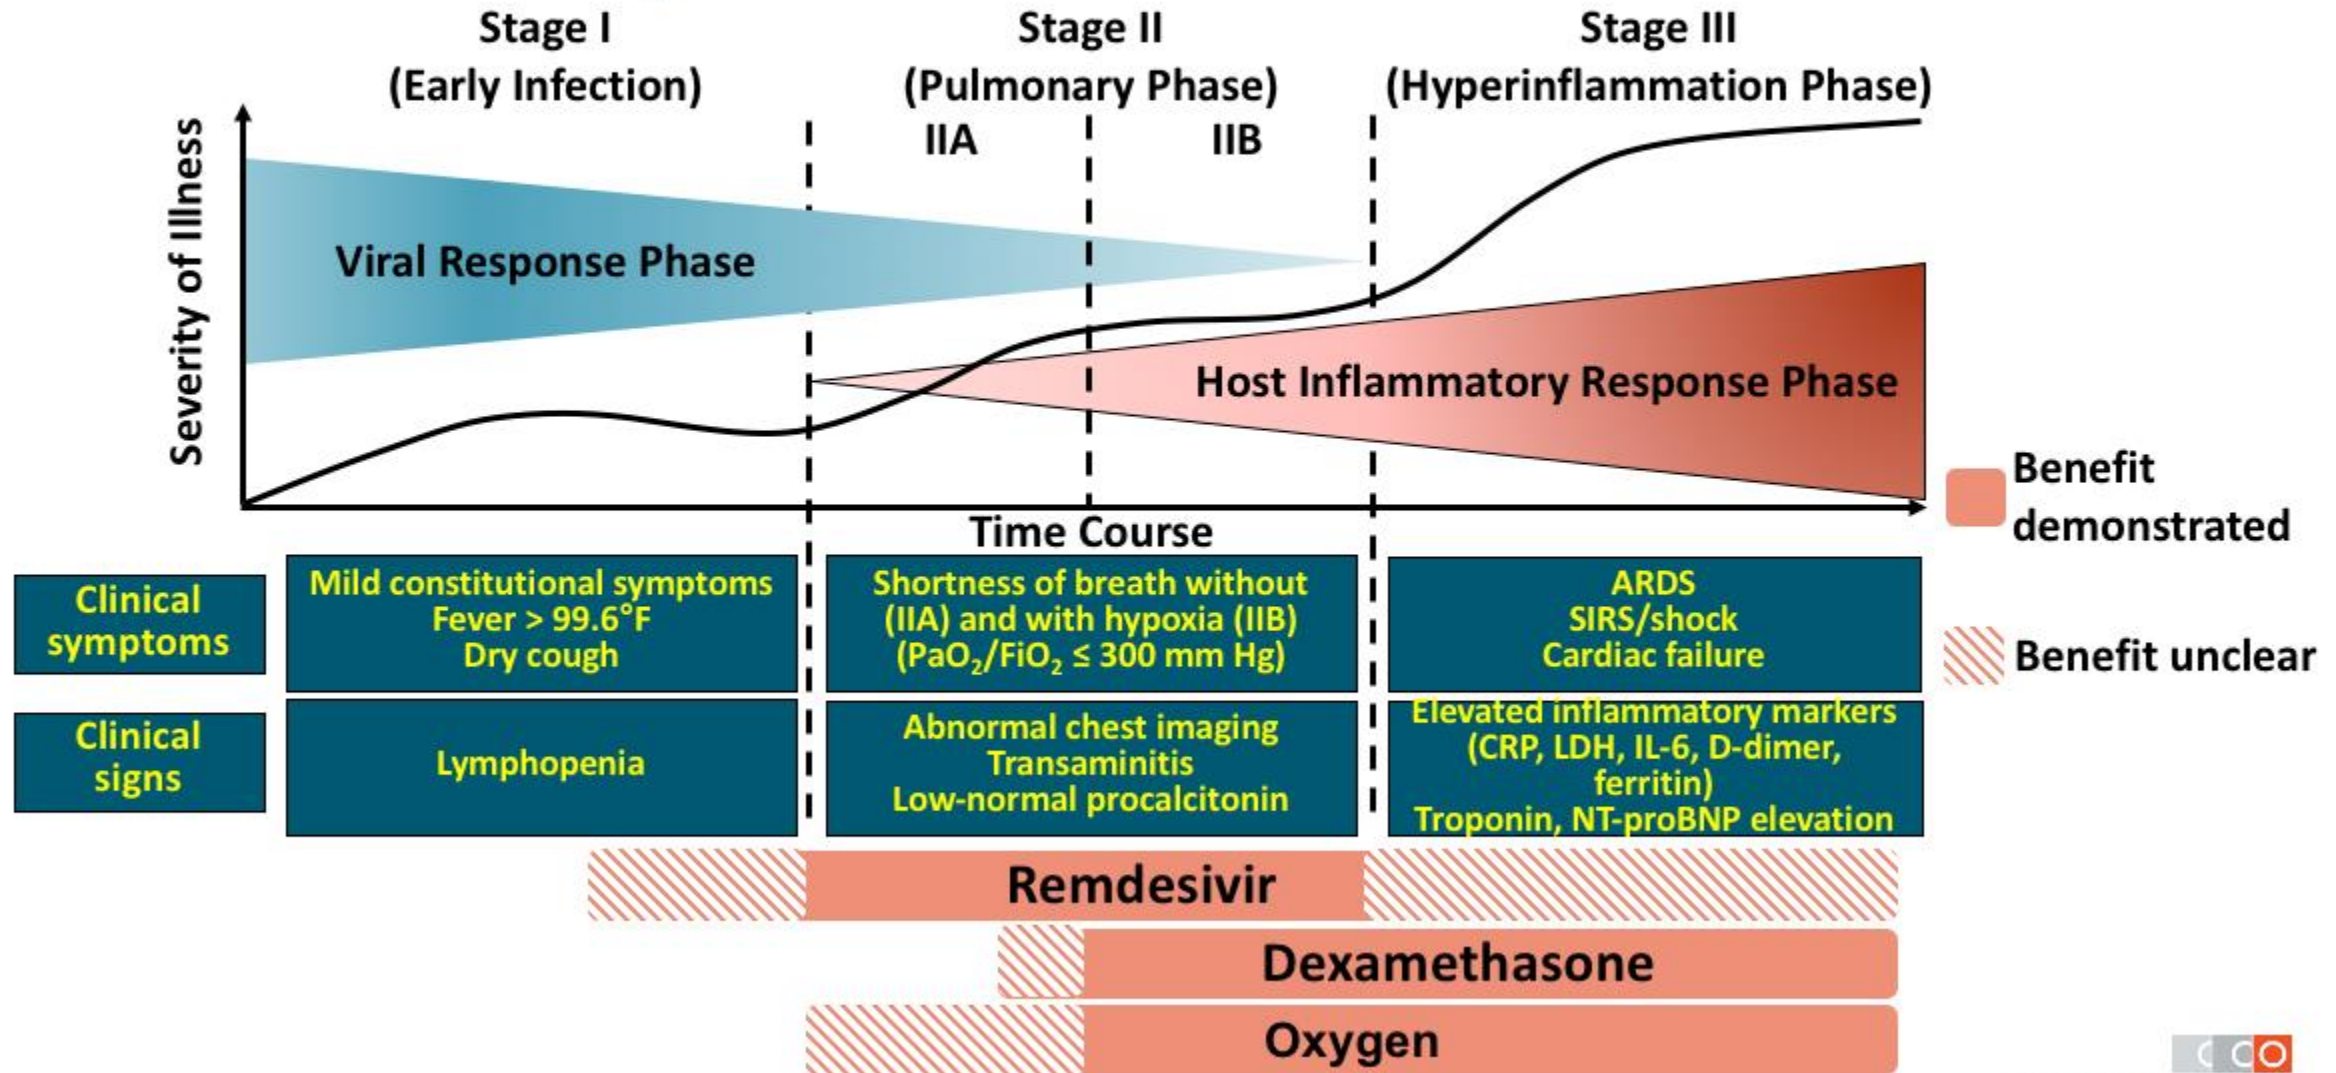 Stage I
(Early Infection)
Stage II
(Pulmonary Phase)
IIA
IIB
Stage III
(Hyperinflammation Phase)
Severity of Illness
Viral Response Phase
Host Inflammatory Response Phase
Time Course
Benefit
demonstrated
Benefit unclear
Clinical
symptoms
Mild constitutional symptoms
Fever > 99.6°F
Dry cough
Shortness of breath without
(IIA) and with hypoxia (IIB)
(PaO₂/FiO₂ ≤ 300 mm Hg)
ARDS
SIRS/shock
Cardiac failure
Clinical
signs
Lymphopenia
Abnormal chest imaging
Transaminitis
Low-normal procalcitonin
Elevated inflammatory markers
(CRP, LDH, IL-6, D-dimer,
ferritin)
Troponin, NT-proBNP elevation
Remdesivir
Dexamethasone
Oxygen
CCO